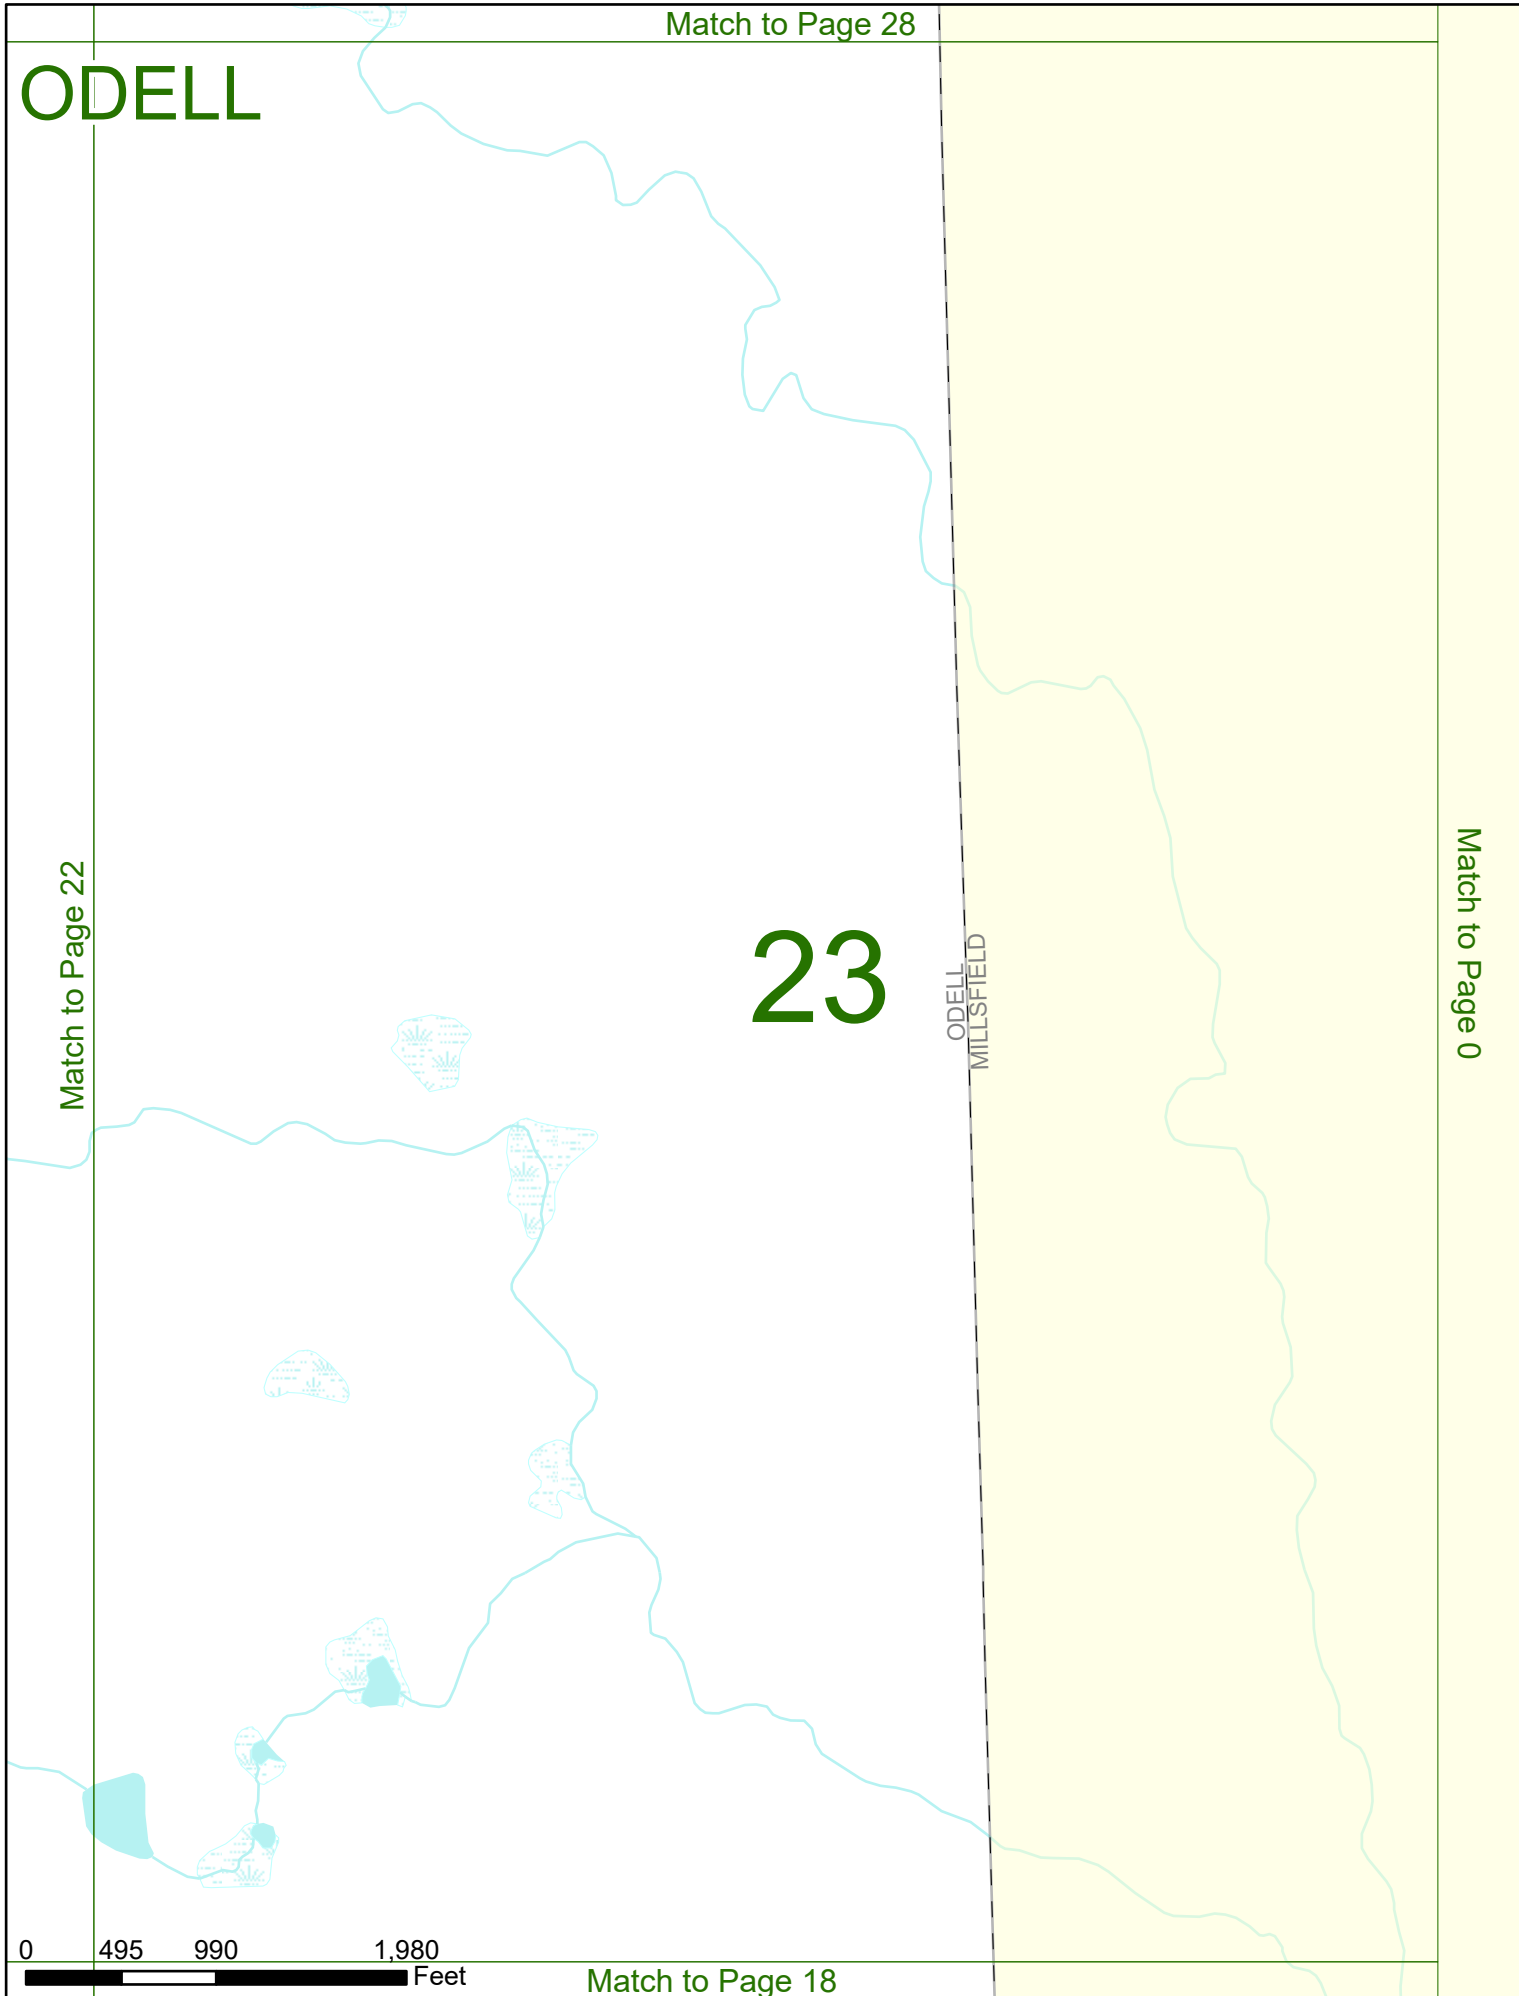 Match to Page 28
ODELL
Match to Page 22
23
ODELL
MILLSFIELD
Match to Page 0
0 495 990 1,980
Feet
Match to Page 18